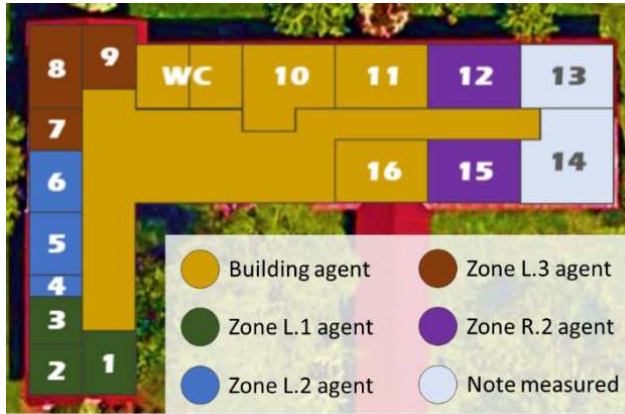 8 9 WC 10 11 12 13
7
6 16 15 14
5
4
3
2 1
Building agent Zone L.3 agent
Zone L.1 agent Zone R.2 agent
Zone L.2 agent Note measured